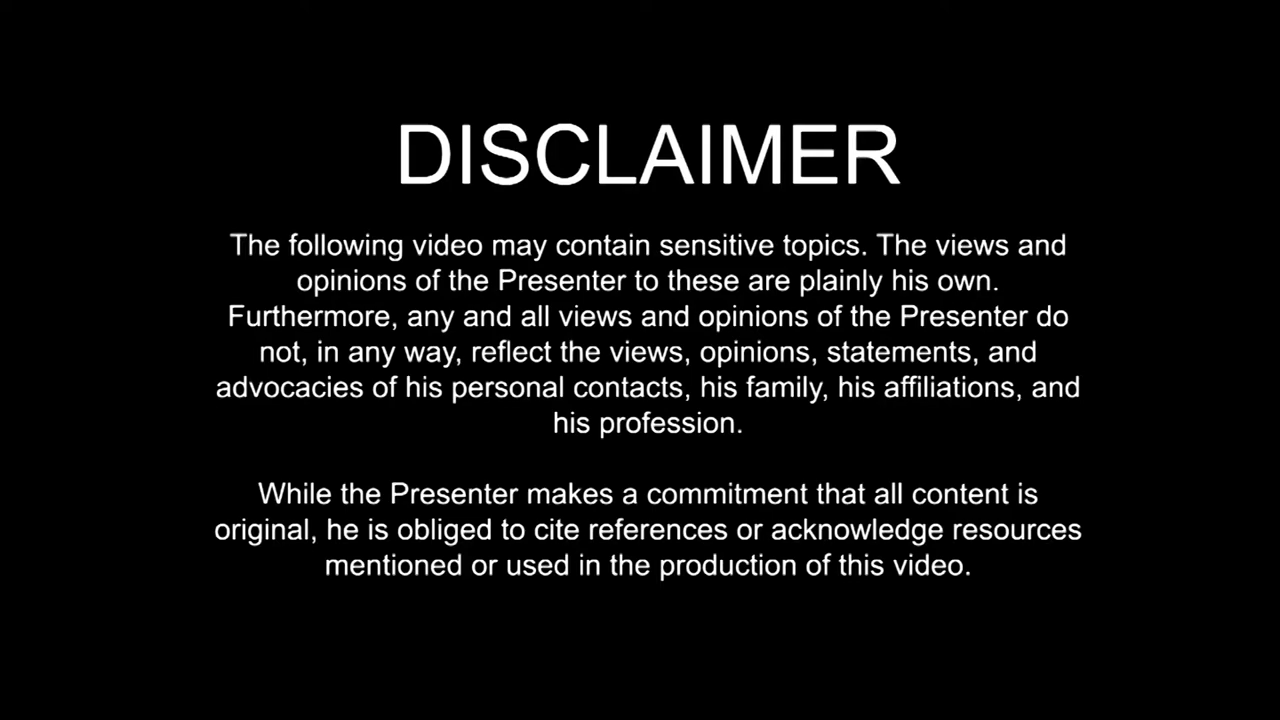 DISCLAIMER
The following video may contain sensitive topics. The views and
opinions of the Presenter to these are plainly his own.
Furthermore, any and all views and opinions of the Presenter do
not, in any way, reflect the views, opinions, statements, and
advocacies of his personal contacts, his family, his affiliations, and
his profession.
While the Presenter makes a commitment that all content is
original, he is obliged to cite references or acknowledge resources
mentioned or used in the production of this video.